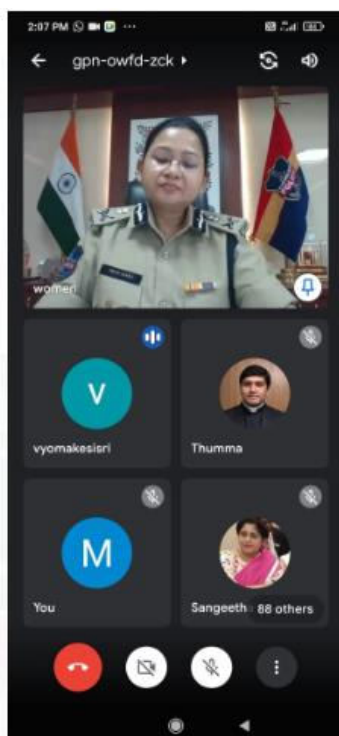 2:07 PM
gpn-owfd-zck
women
V
vyomakesisri
Thumma
M
You
Sangeeth
88 others